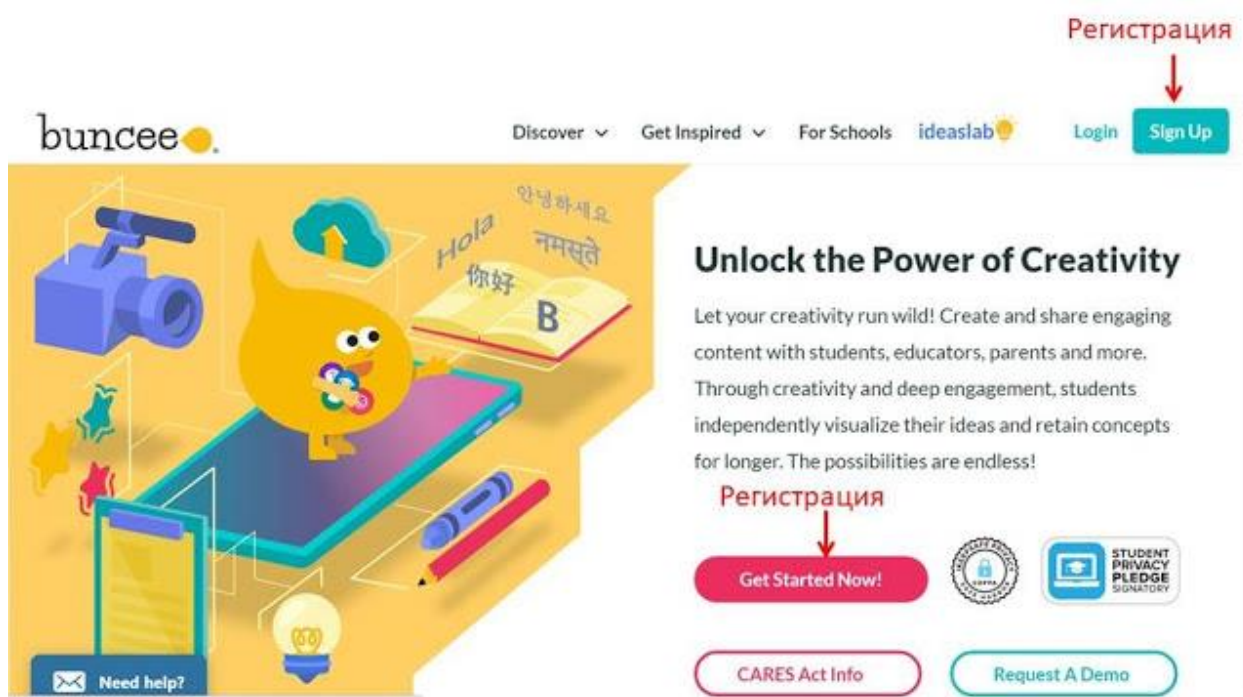 Регистрация
buncee
Discover Get Inspired For Schools ideaslab Login Sign Up
안녕하세요
Hola
नमस्ते
你好
B
Unlock the Power of Creativity
Let your creativity run wild! Create and share engaging
content with students, educators, parents and more.
Through creativity and deep engagement, students
independently visualize their ideas and retain concepts
for longer. The possibilities are endless!
Регистрация
Get Started Now!
STUDENT
PRIVACY
PLEDGE
SIGNATORY
CARES Act Info
Request A Demo
Need help?